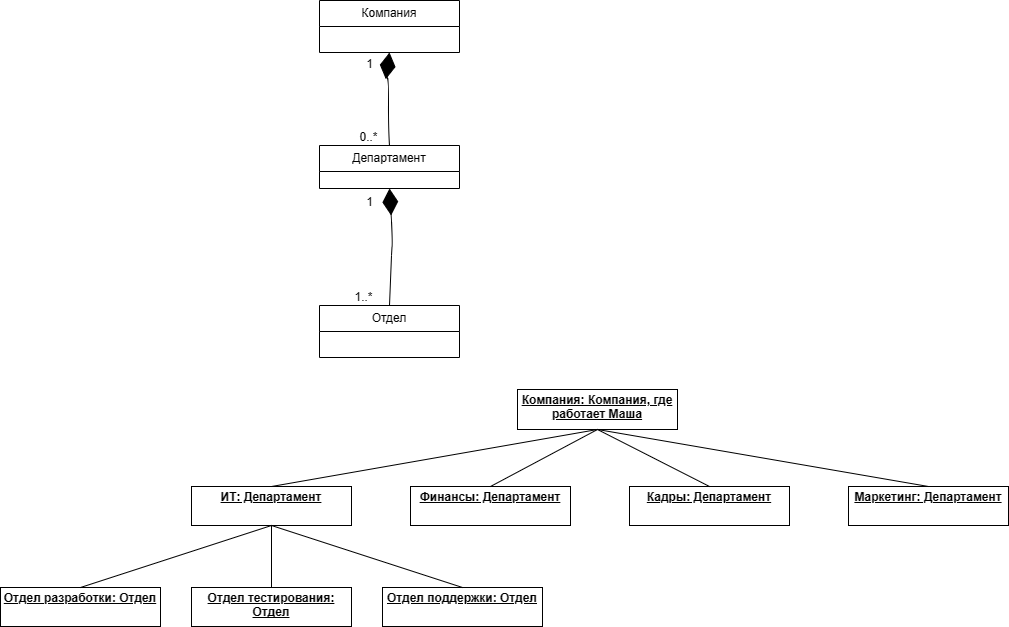 Компания
1
0..*
Департамент
1
1..*
Отдел
Компания: Компания, где
работает Маша
ИТ: Департамент
Финансы: Департамент
Кадры: Департамент
Маркетинг: Департамент
Отдел разработки: Отдел
Отдел тестирования:
Отдел
Отдел поддержки: Отдел